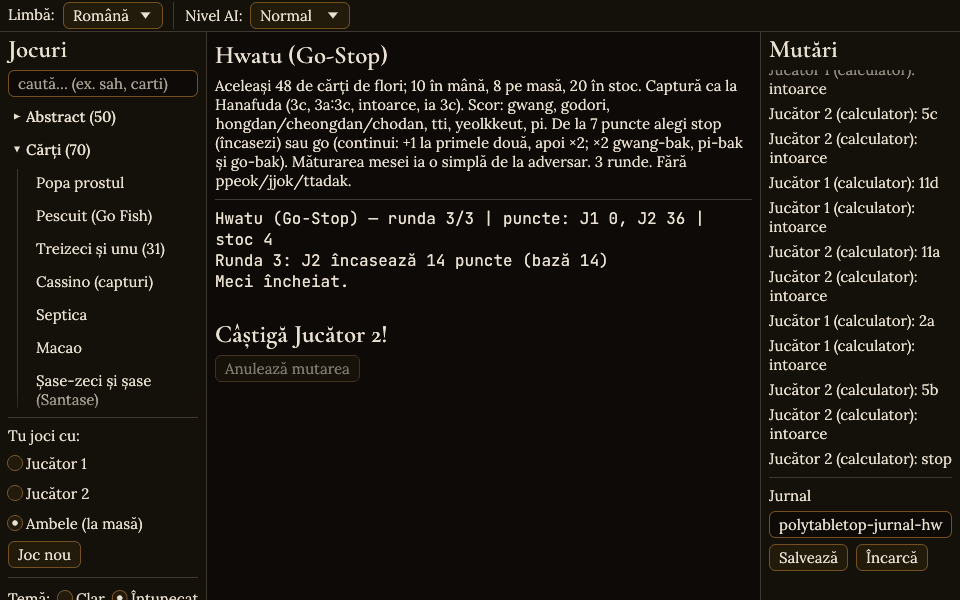 Limbă: Română ▼ Nivel AI: Normal ▼
Jocuri
caută... (ex. sah, carti)
▸ Abstract (50)
▾ Cărți (70)
Popa prostul
Pescuit (Go Fish)
Treizeci și unu (31)
Cassino (capturi)
Septica
Macao
Șase-zeci și șase
(Santase)
Tu joci cu:
Jucător 1
Jucător 2
Ambele (la masă)
Joc nou
Temă: Clar Întunecat
Hwatu (Go-Stop)
Aceleași 48 de cărți de flori; 10 în mână, 8 pe masă, 20 în stoc. Captură ca la
Hanafuda (3c, 3a:3c, intoarce, ia 3c). Scor: gwang, godori,
hongdan/cheongdan/chodan, tti, yeolkkeut, pi. De la 7 puncte alegi stop
(încasezi) sau go (continui: +1 la primele două, apoi ×2; ×2 gwang-bak, pi-bak
și go-bak). Măturarea mesei ia o simplă de la adversar. 3 runde. Fără
ppeok/jjok/ttadak.
Hwatu (Go-Stop) — runda 3/3 | puncte: J1 0, J2 36 |
stoc 4
Runda 3: J2 încasează 14 puncte (bază 14)
Meci încheiat.
Câștigă Jucător 2!
Anulează mutarea
Mutări
Jucător 1 (calculator):
intoarce
Jucător 2 (calculator): 5c
Jucător 2 (calculator):
intoarce
Jucător 1 (calculator): 11d
Jucător 1 (calculator):
intoarce
Jucător 2 (calculator): 11a
Jucător 2 (calculator):
intoarce
Jucător 1 (calculator): 2a
Jucător 1 (calculator):
intoarce
Jucător 2 (calculator): 5b
Jucător 2 (calculator):
intoarce
Jucător 2 (calculator): stop
Jurnal
polytabletop-jurnal-hw
Salvează Încarcă